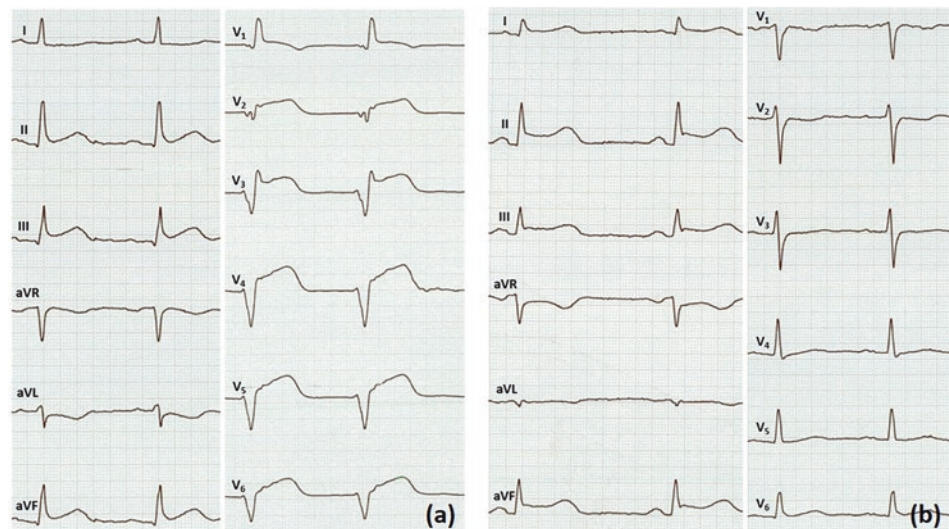 I
II
III
aVR
aVL
aVF
V₁
V₂
V₃
V₄
V₅
V₆
(a)
I
II
III
aVR
aVL
aVF
V₁
V₂
V₃
V₄
V₅
V₆
(b)